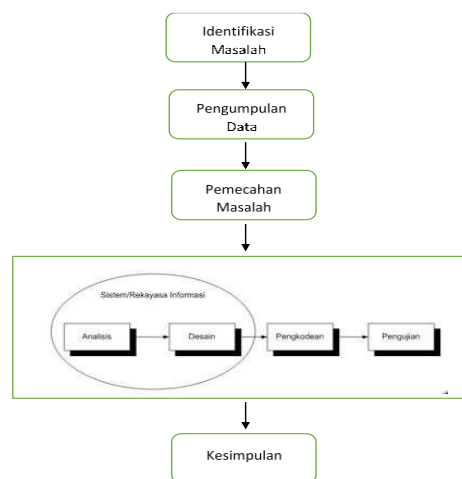 Identifikasi
Masalah
Pengumpulan
Data
Pemecahan
Masalah
Sistem/Rekayasa Informasi
Analisis
Desain
Pengkodean
Pengujian
Kesimpulan